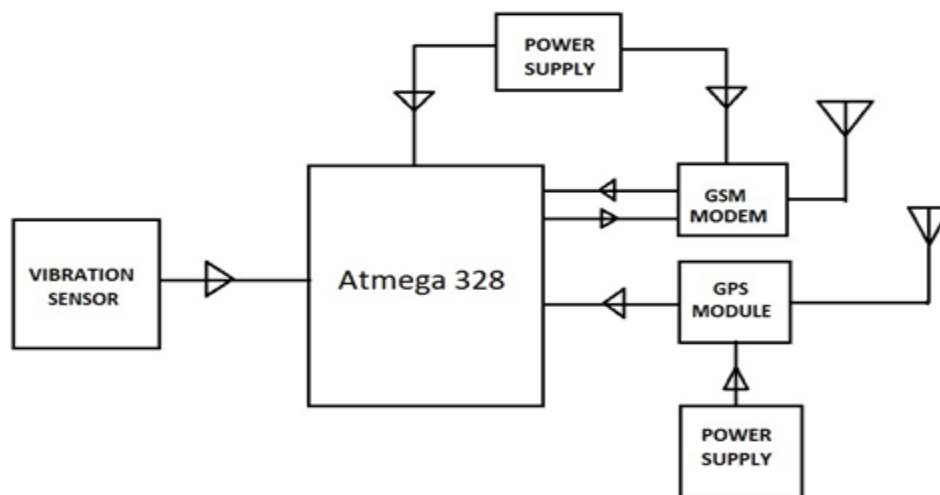 POWER
SUPPLY
GSM
MODEM
VIBRATION
SENSOR
Atmega 328
GPS
MODULE
POWER
SUPPLY